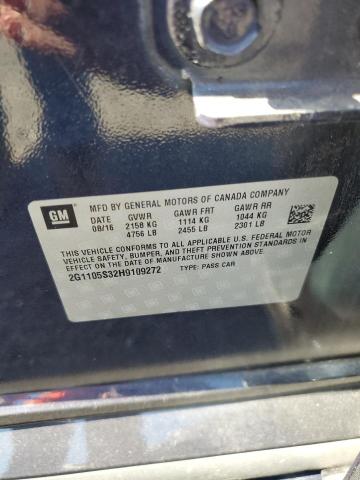 GM
MFD BY GENERAL MOTORS OF CANADA COMPANY
DATE GVWR GAWR FRT GAWR RR
08/16 2158 KG 1114 KG 1044 KG
4756 LB 2455 LB 2301 LB
THIS VEHICLE CONFORMS TO ALL APPLICABLE U.S. FEDERAL MOTOR
VEHICLE SAFETY, BUMPER, AND THEFT PREVENTION STANDARDS IN
EFFECT ON THE DATE OF MANUFACTURE SHOWN ABOVE.
2G1105S32H9109272 TYPE: PASS CAR